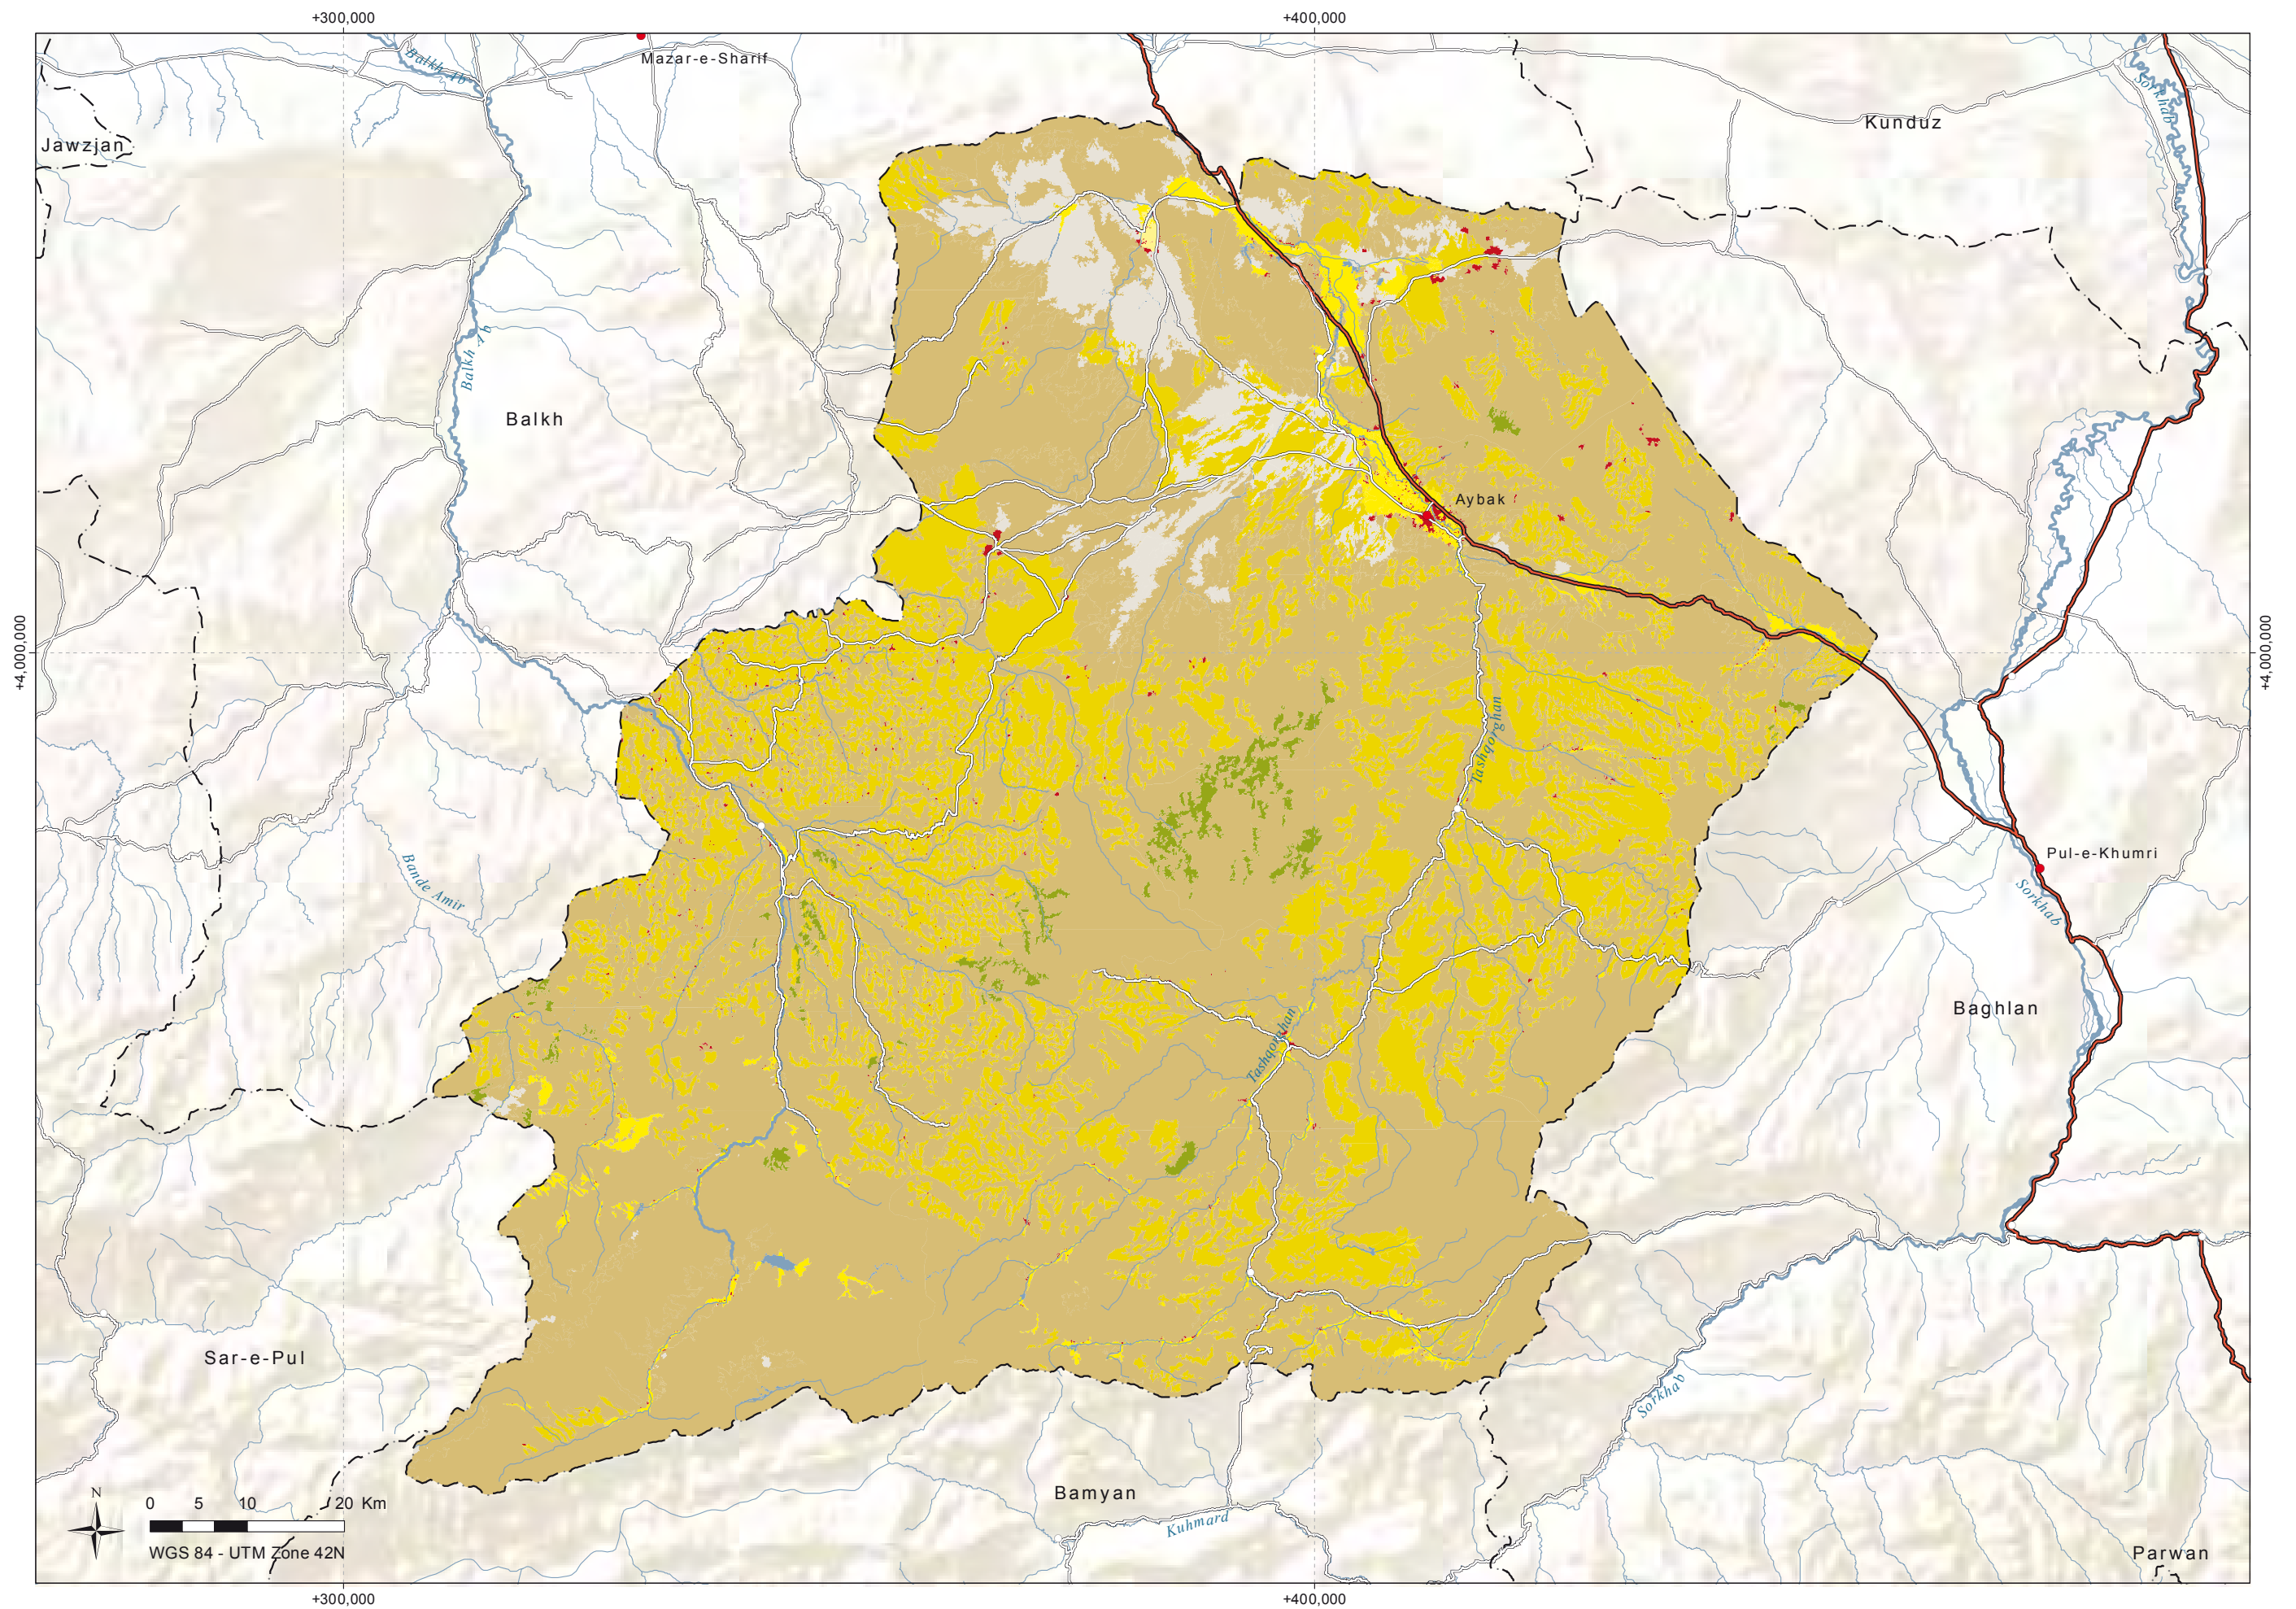 +300,000
+400,000
Balkh Ab
Mazar-e-Sharif
Sorkhab
Kunduz
Jawzjan
Balkh Ab
Balkh
Aybak
+4,000,000
+4,000,000
Tashqorghan
Bande Amir
Pul-e-Khumri
Sorkhab
Baghlan
Tashqorghan
Sar-e-Pul
Sorkhab
Bamyan
Kuhmard
N
0 5 10 20 Km
WGS 84 - UTM Zone 42N
Parwan
+300,000
+400,000